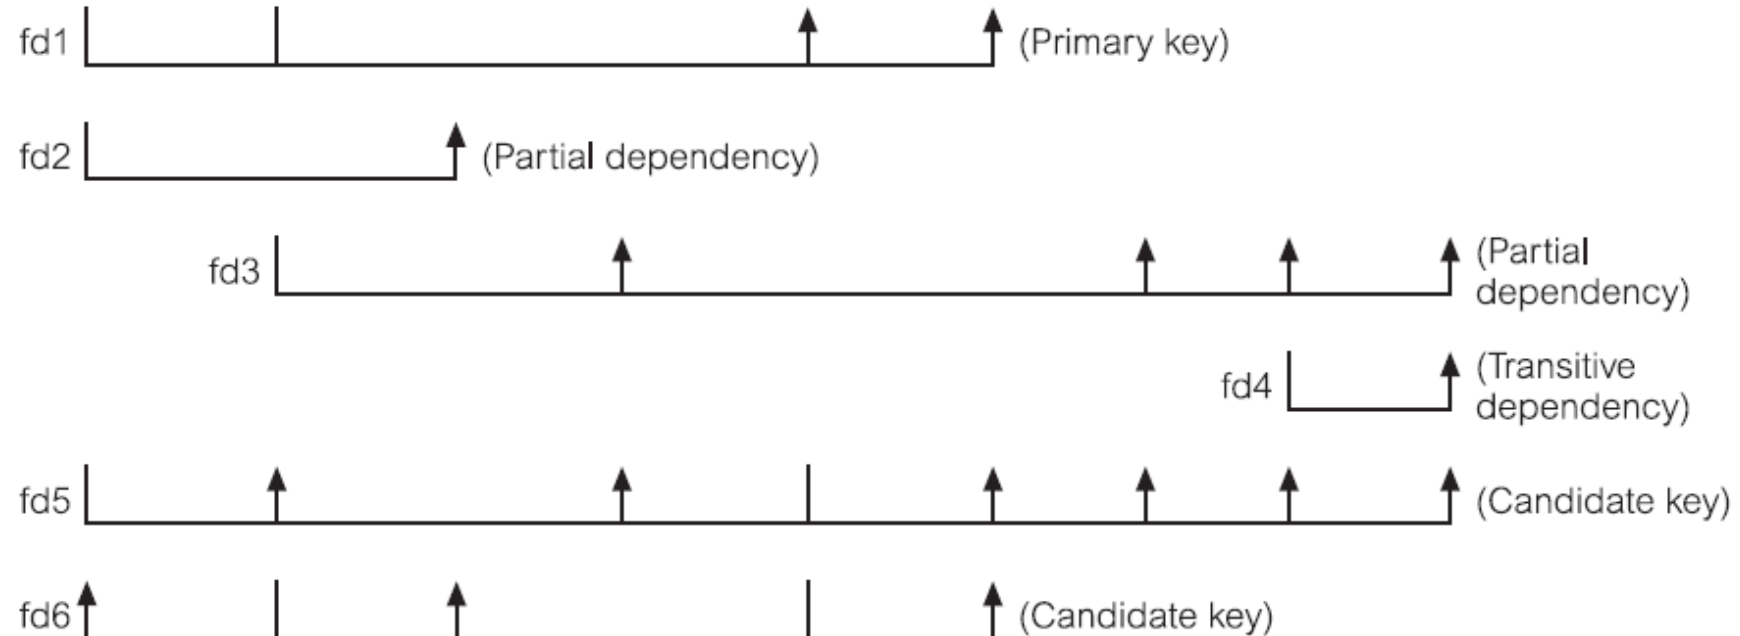 fd1 (Primary key)
fd2 (Partial dependency)
fd3 (Partial
dependency)
fd4 (Transitive
dependency)
fd5 (Candidate key)
fd6 (Candidate key)